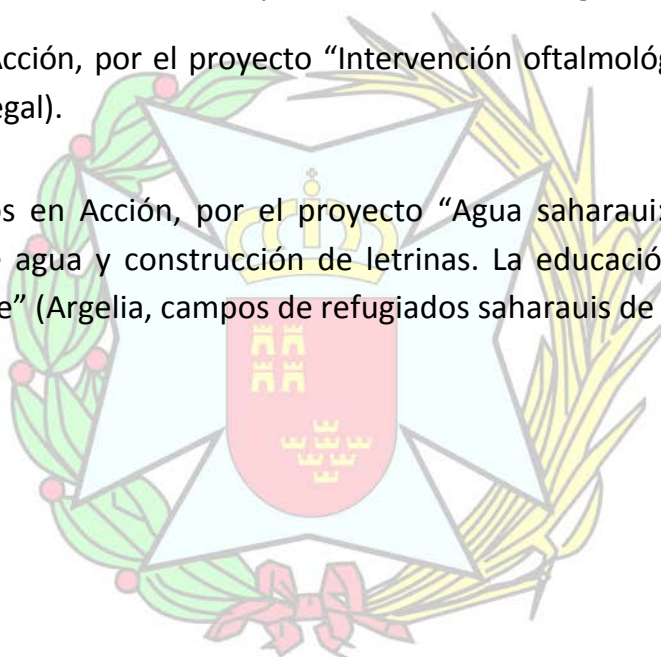 Acción, por el proyecto “Intervención oftalmológ
egal).
os en Acción, por el proyecto “Agua saharaui:
e agua y construcción de letrinas. La educació
e” (Argelia, campos de refugiados saharauis de